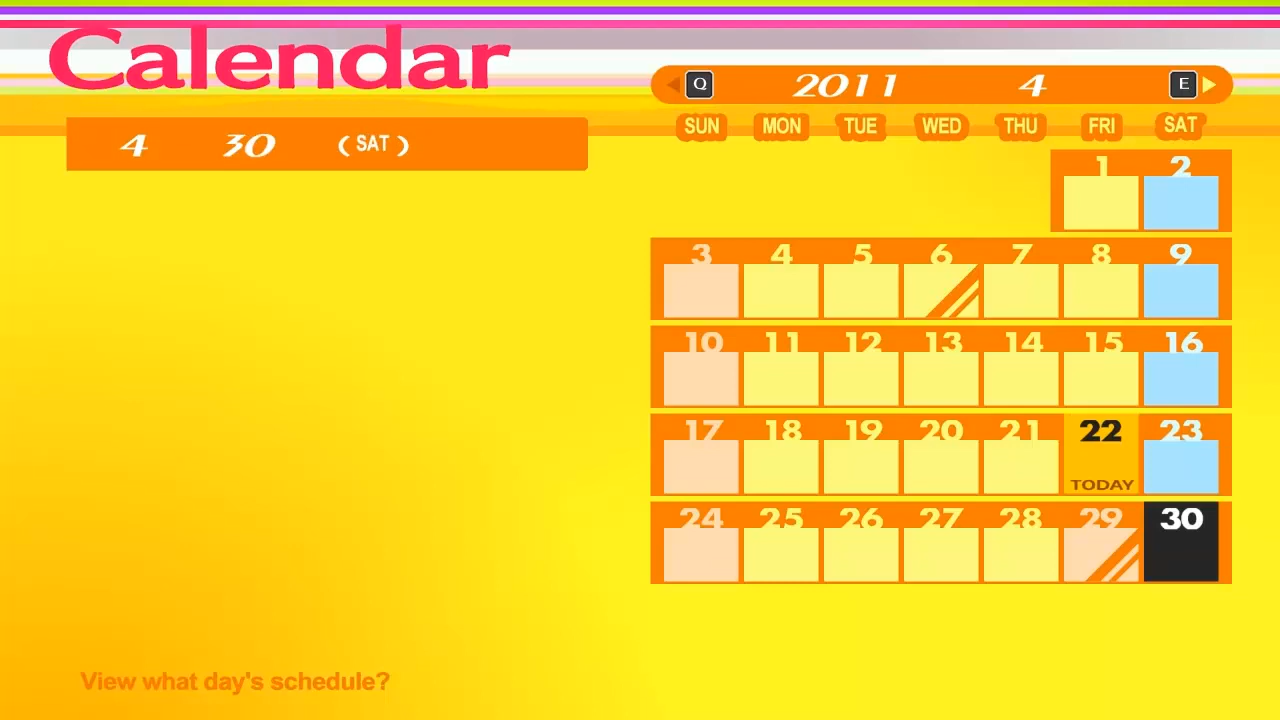 Calendar
Q 2011 4 E
4 30 (SAT)
SUN MON TUE WED THU FRI SAT
1 2
3 4 5 6 7 8 9
10 11 12 13 14 15 16
17 18 19 20 21 22 23
TODAY
24 25 26 27 28 29 30
View what day's schedule?